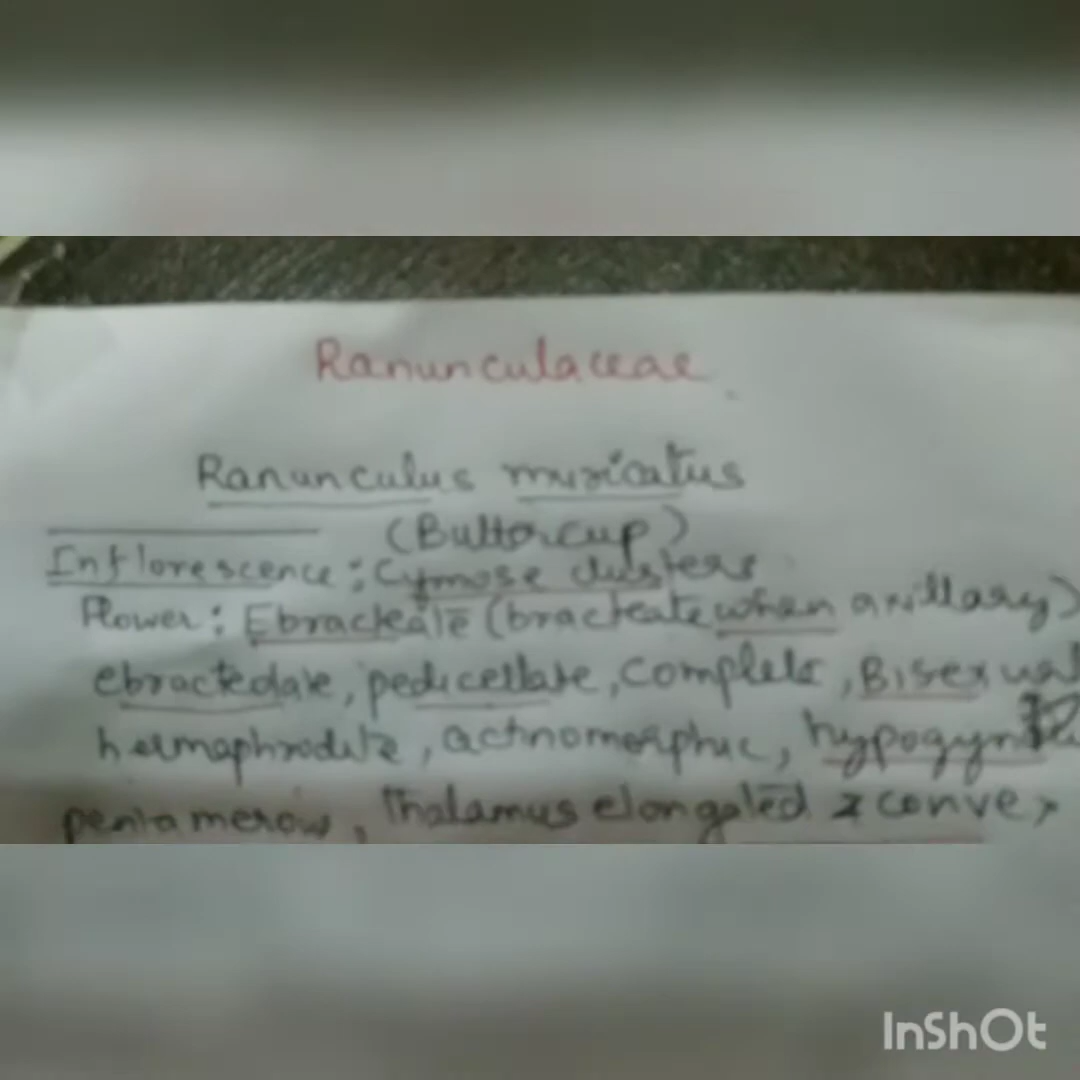 Ranunculaceae
Ranunculus muricatus
(Buttercup)
Inflorescence: Cymose clusters
Flower: Ebracteate (bracteate when axillary)
ebracteolate, pedicellate, complete, Bisexual
hermaphrodite, actinomorphic,
pentamerous, thalamus elongated & convex
InShOt